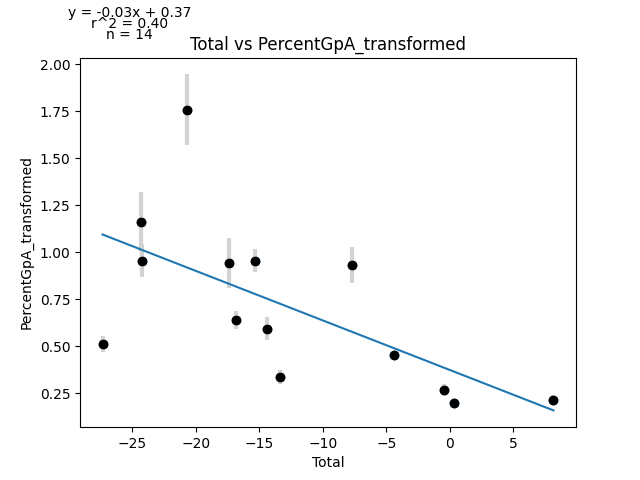 y = -0.03x + 0.37
r^2 = 0.40
n = 14
Total vs PercentGpA_transformed
PercentGpA_transformed
2.00
1.75
1.50
1.25
1.00
0.75
0.50
0.25
−25 −20 −15 −10 −5 0 5
Total